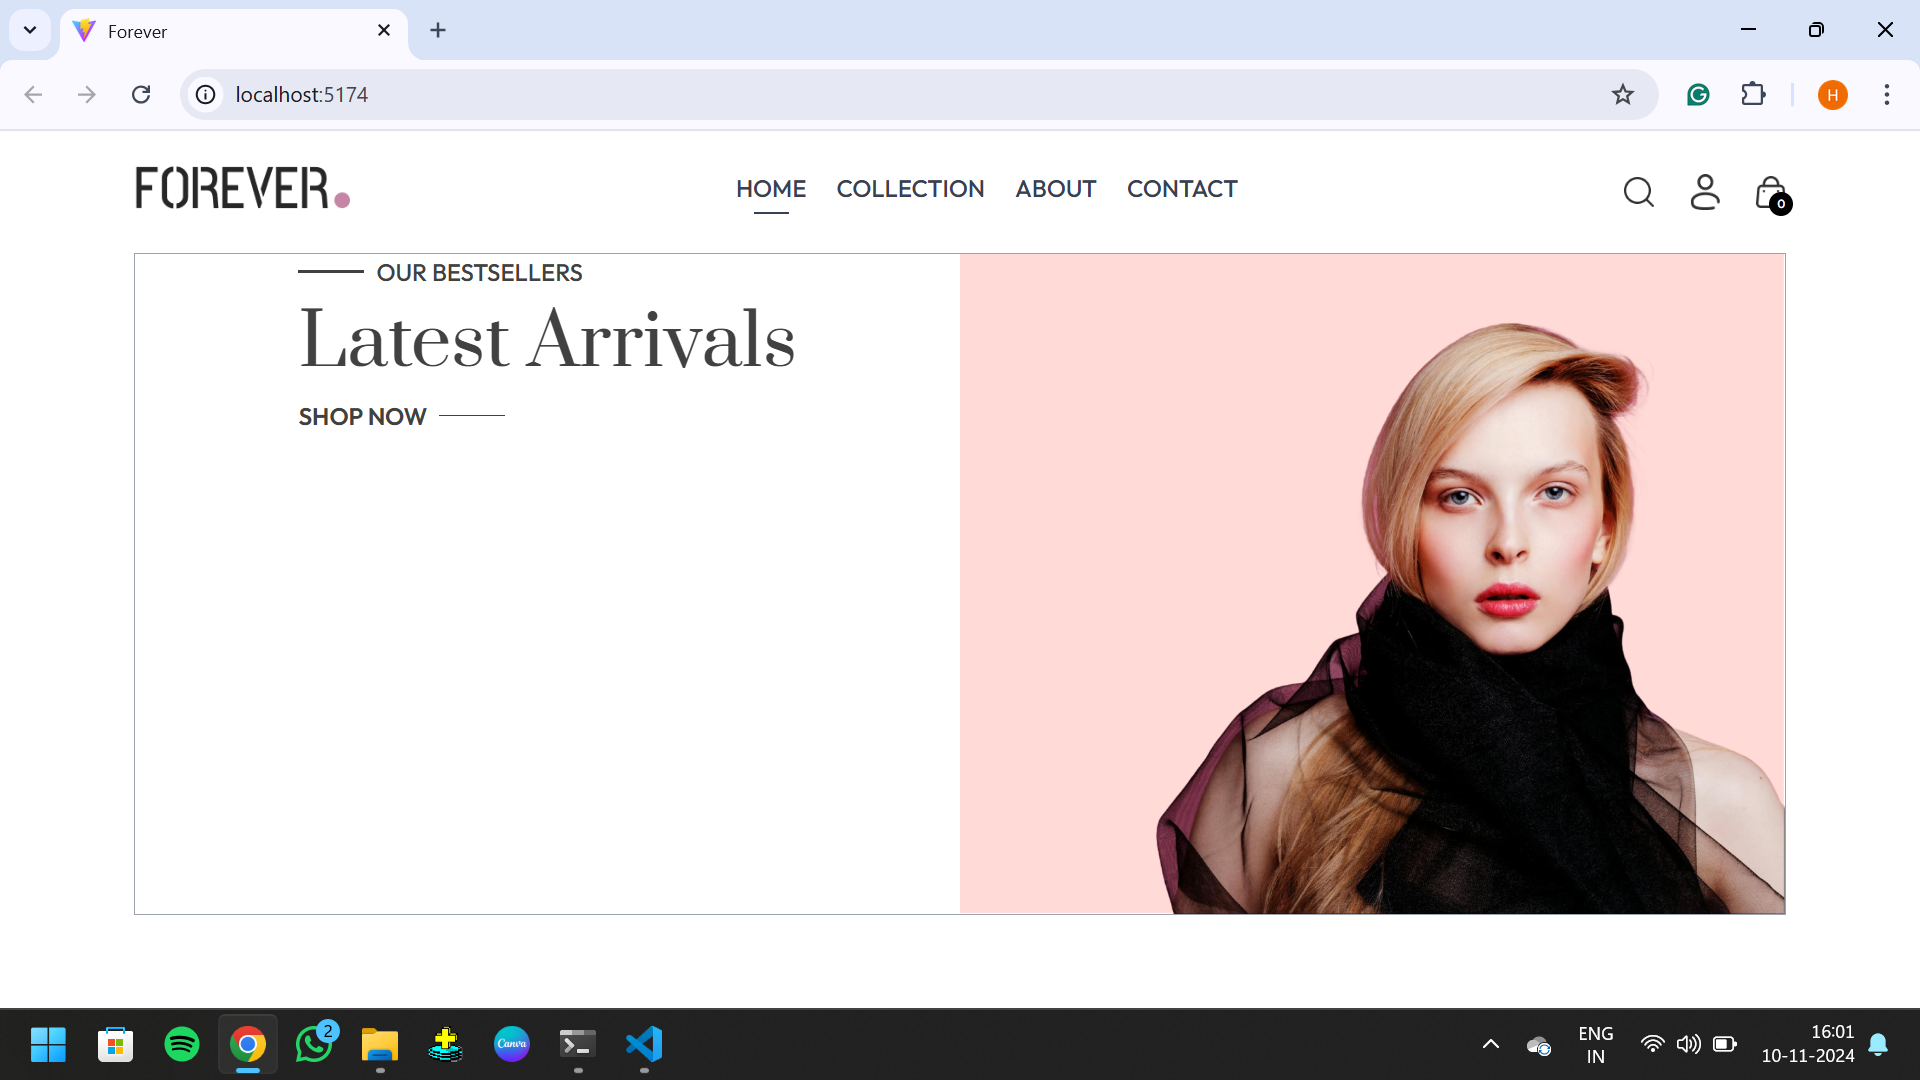 Forever
localhost:5174
FOREVER.
HOME COLLECTION ABOUT CONTACT
0
OUR BESTSELLERS
Latest Arrivals
SHOP NOW
H
2
Canva
ENG
IN
16:01
10-11-2024